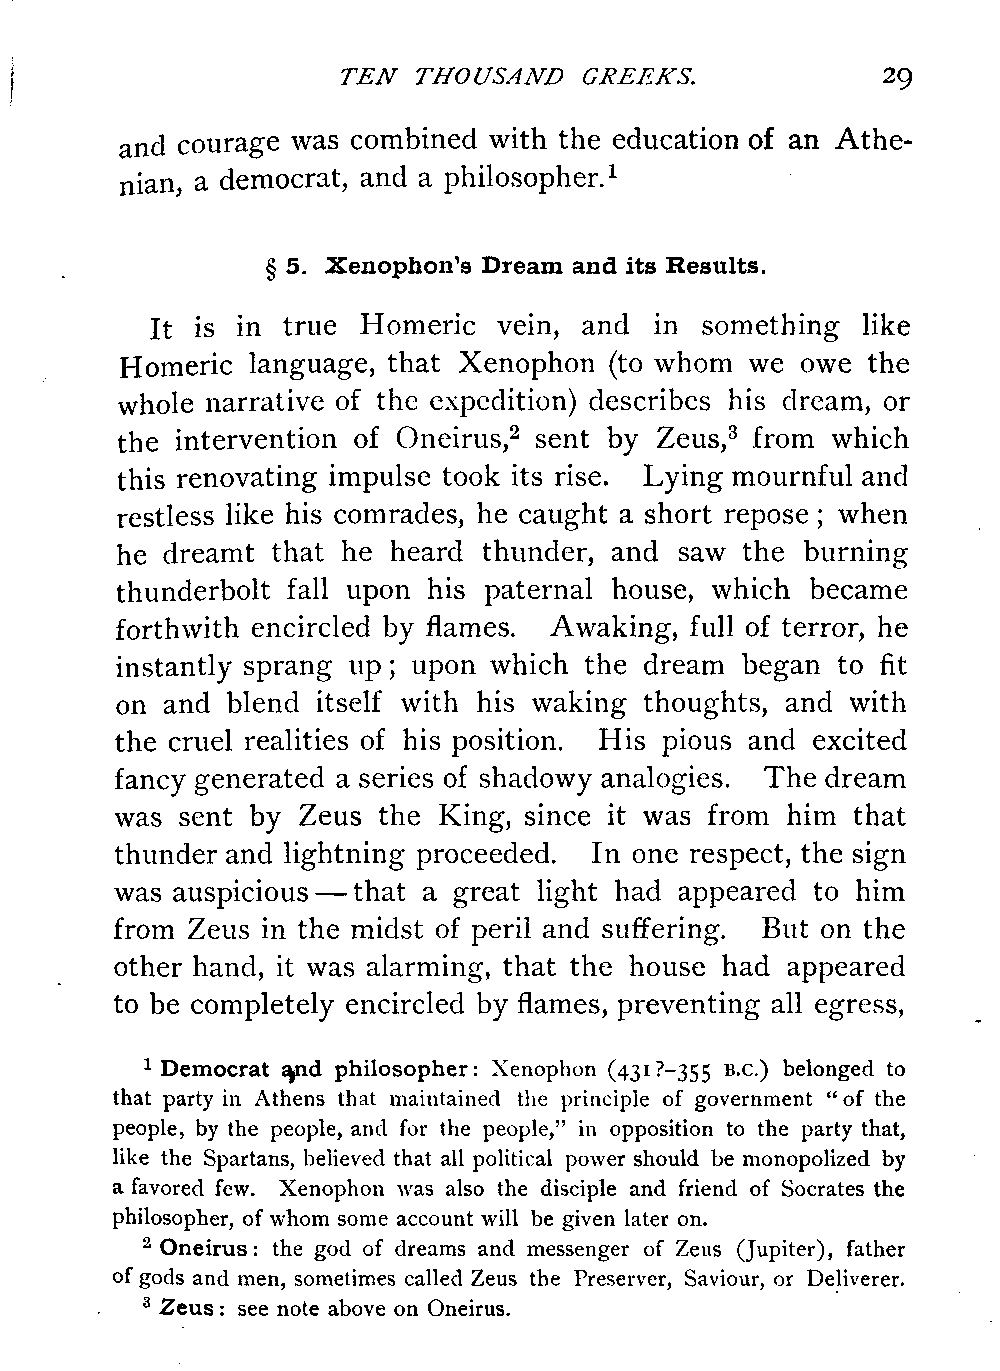 TEN THOUSAND GREEKS. 29
and courage was combined with the education of an Athe-
nian, a democrat, and a philosopher.¹
§ 5. Xenophon's Dream and its Results.
It is in true Homeric vein, and in something like
Homeric language, that Xenophon (to whom we owe the
whole narrative of the expedition) describes his dream, or
the intervention of Oneirus,² sent by Zeus,³ from which
this renovating impulse took its rise. Lying mournful and
restless like his comrades, he caught a short repose; when
he dreamt that he heard thunder, and saw the burning
thunderbolt fall upon his paternal house, which became
forthwith encircled by flames. Awaking, full of terror, he
instantly sprang up; upon which the dream began to fit
on and blend itself with his waking thoughts, and with
the cruel realities of his position. His pious and excited
fancy generated a series of shadowy analogies. The dream
was sent by Zeus the King, since it was from him that
thunder and lightning proceeded. In one respect, the sign
was auspicious — that a great light had appeared to him
from Zeus in the midst of peril and suffering. But on the
other hand, it was alarming, that the house had appeared
to be completely encircled by flames, preventing all egress,
¹ Democrat and philosopher: Xenophon (431?–355 B.C.) belonged to
that party in Athens that maintained the principle of government "of the
people, by the people, and for the people," in opposition to the party that,
like the Spartans, believed that all political power should be monopolized by
a favored few. Xenophon was also the disciple and friend of Socrates the
philosopher, of whom some account will be given later on.
² Oneirus: the god of dreams and messenger of Zeus (Jupiter), father
of gods and men, sometimes called Zeus the Preserver, Saviour, or Deliverer.
³ Zeus: see note above on Oneirus.